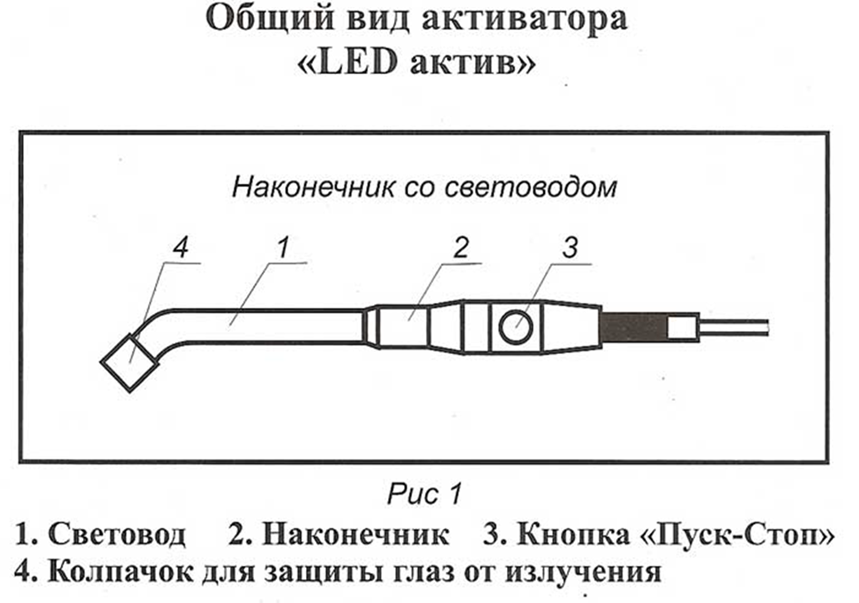 Общий вид активатора
«LED актив»
Наконечник со световодом
4 1 2 3
Рис 1
1. Световод 2. Наконечник 3. Кнопка «Пуск-Стоп»
4. Колпачок для защиты глаз от излучения